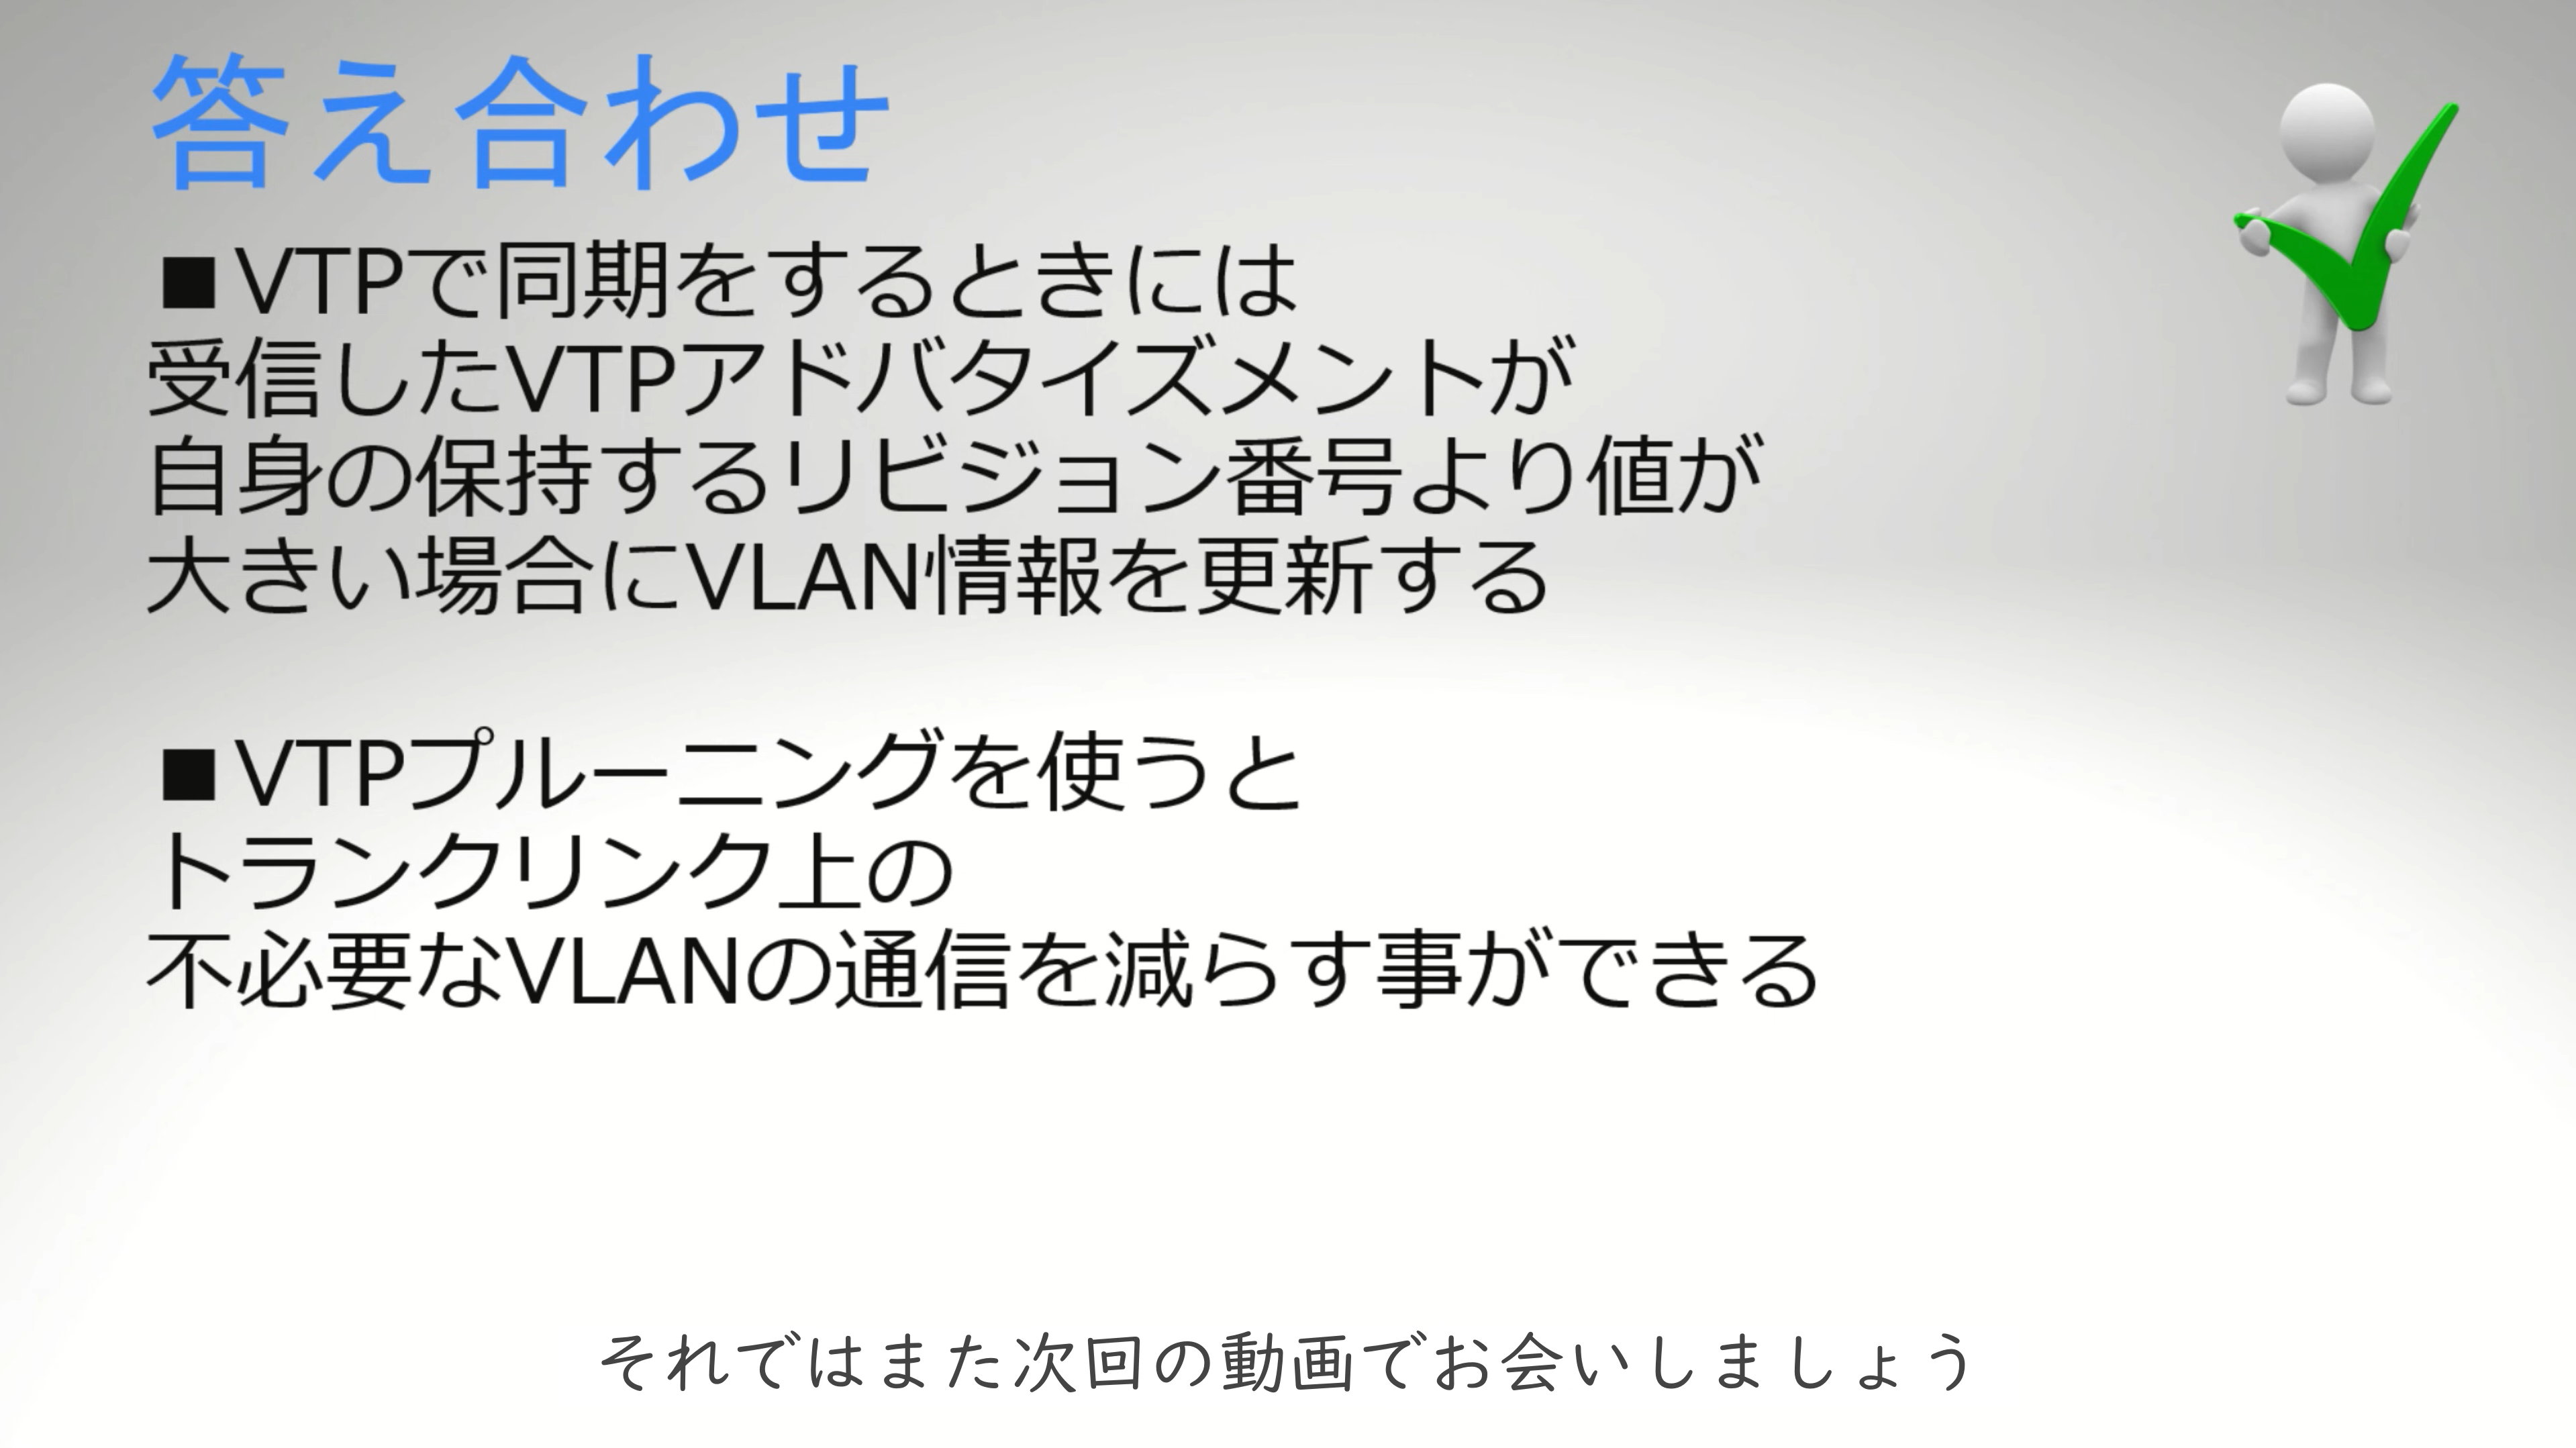 答え合わせ
■VTPで同期をするときには
受信したVTPアドバタイズメントが
自身の保持するリビジョン番号より値が
大きい場合にVLAN情報を更新する
■VTPプルーニングを使うと
トランクリンク上の
不必要なVLANの通信を減らす事ができる
それではまた次回の動画でお会いしましょう